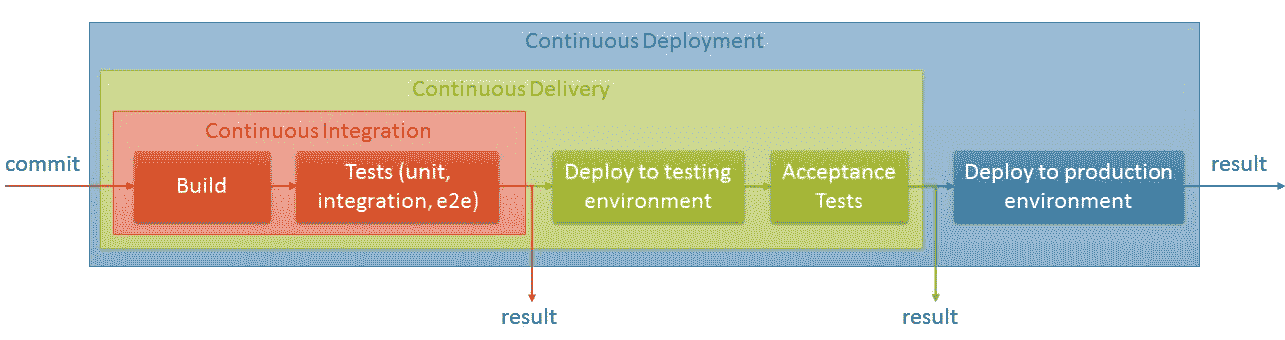 Continuous Deployment
Continuous Delivery
Continuous Integration
commit
Build
Tests (unit,
integration, e2e)
Deploy to testing
environment
Acceptance
Tests
Deploy to production
environment
result
result
result